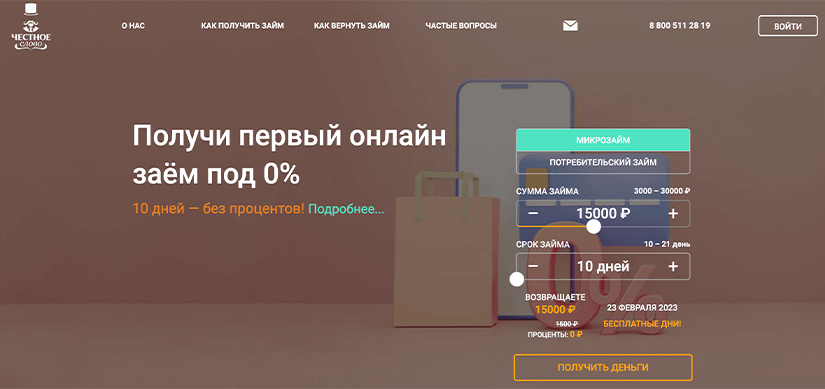 ЧЕСТНОЕ
СЛОВО
О НАС
КАК ПОЛУЧИТЬ ЗАЙМ
КАК ВЕРНУТЬ ЗАЙМ
ЧАСТЫЕ ВОПРОСЫ
8 800 511 28 19
ВОЙТИ
Получи первый онлайн
заём под 0%
10 дней — без процентов! Подробнее...
МИКРОЗАЙМ
ПОТРЕБИТЕЛЬСКИЙ ЗАЙМ
СУММА ЗАЙМА 3000 – 30000 ₽
− 15000 ₽ +
СРОК ЗАЙМА 10 – 21 день
− 10 дней +
0%
ВОЗВРАЩАЕТЕ
15000 ₽
1500 ₽
ПРОЦЕНТЫ: 0 ₽
23 ФЕВРАЛЯ 2023
БЕСПЛАТНЫЕ ДНИ!
ПОЛУЧИТЬ ДЕНЬГИ